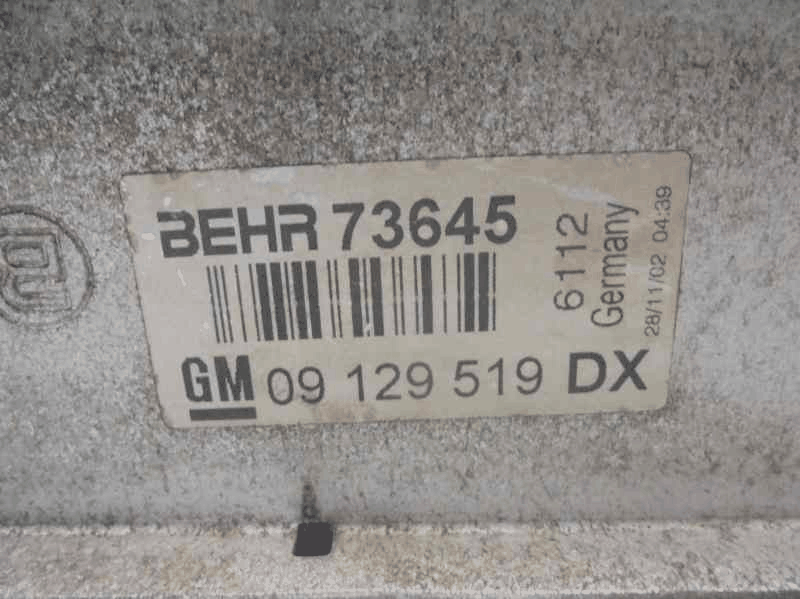 BEHR 73645
GM 09 129 519 DX
6112
Germany
28/11/02 04:39